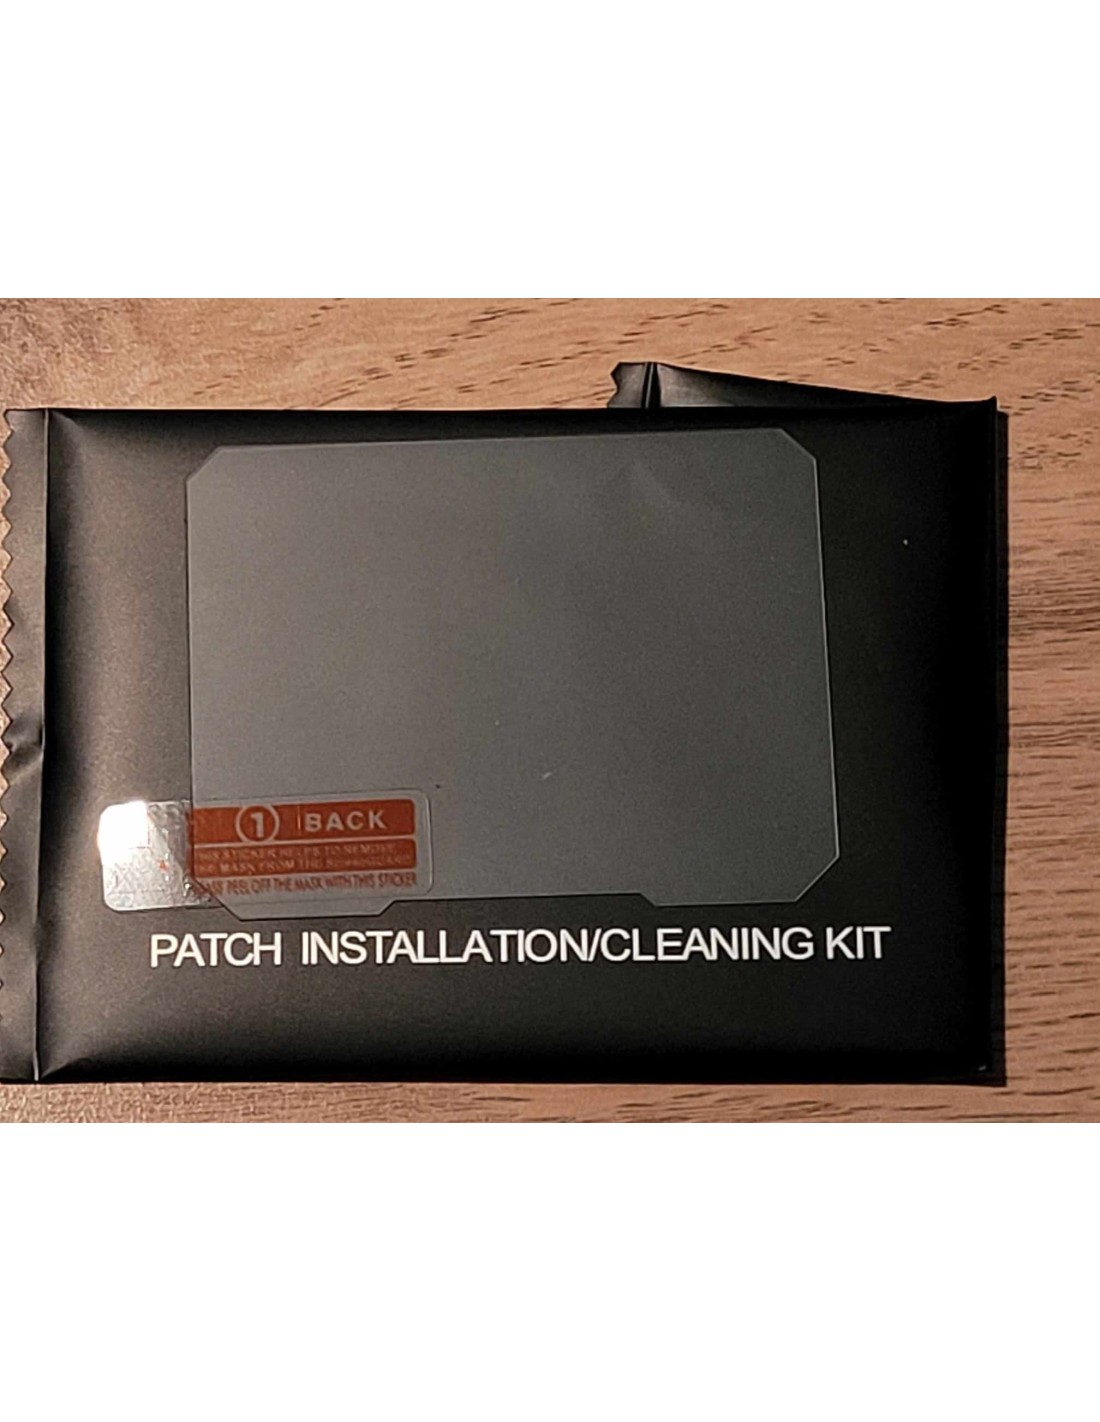 1 BACK
THIS STICKER HELPS TO REMOVE
THE MASK FROM THE
PEEL OFF THE MASK WITH THIS STICKER
PATCH INSTALLATION/CLEANING KIT